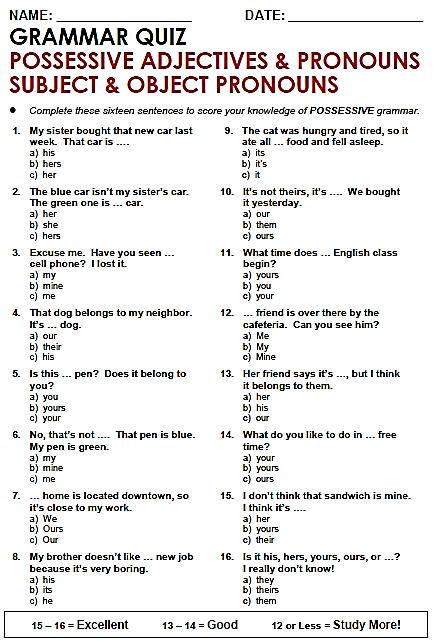 NAME: ________________ DATE: ________________
GRAMMAR QUIZ
POSSESSIVE ADJECTIVES & PRONOUNS
SUBJECT & OBJECT PRONOUNS
● Complete these sixteen sentences to score your knowledge of POSSESSIVE grammar.
1. My sister bought that new car last
week. That car is ….
a) his
b) hers
c) her
2. The blue car isn't my sister's car.
The green one is … car.
a) her
b) she
c) hers
3. Excuse me. Have you seen …
cell phone? I lost it.
a) my
b) mine
c) me
4. That dog belongs to my neighbor.
It's … dog.
a) our
b) their
c) his
5. Is this … pen? Does it belong to
you?
a) you
b) yours
c) your
6. No, that's not …. That pen is blue.
My pen is green.
a) my
b) mine
c) me
7. … home is located downtown, so
it's close to my work.
a) We
b) Ours
c) Our
8. My brother doesn't like … new job
because it's very boring.
a) his
b) its
c) he
9. The cat was hungry and tired, so it
ate all … food and fell asleep.
a) its
b) it's
c) it
10. It's not theirs, it's …. We bought
it yesterday.
a) our
b) them
c) ours
11. What time does … English class
begin?
a) yours
b) you
c) your
12. … friend is over there by the
cafeteria. Can you see him?
a) Me
b) My
c) Mine
13. Her friend says it's …, but I think
it belongs to them.
a) her
b) his
c) our
14. What do you like to do in … free
time?
a) your
b) yours
c) ours
15. I don't think that sandwich is mine.
I think it's ….
a) her
b) yours
c) their
16. Is it his, hers, yours, ours, or …?
I really don't know!
a) they
b) theirs
c) them
15 – 16 = Excellent 13 – 14 = Good 12 or Less = Study More!